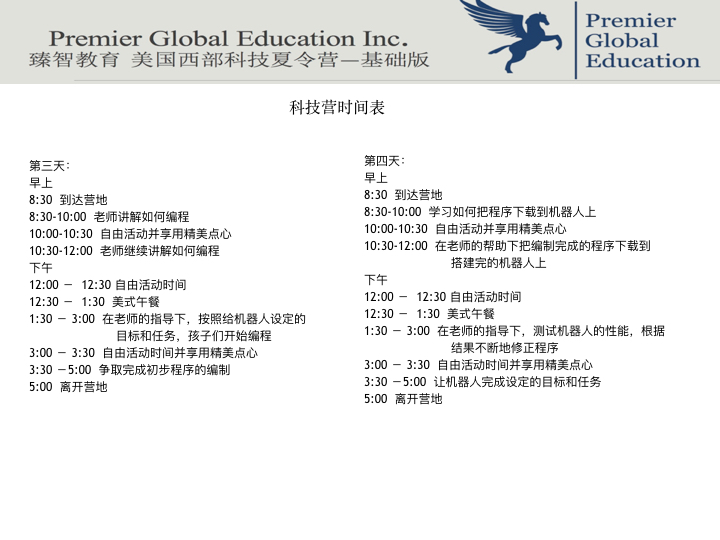 Premier Global Education Inc.
臻智教育 美国西部科技夏令营—基础版
Premier
Global
Education
科技营时间表
第三天：
早上
8:30 到达营地
8:30-10:00 老师讲解如何编程
10:00-10:30 自由活动并享用精美点心
10:30-12:00 老师继续讲解如何编程
下午
12:00 － 12:30 自由活动时间
12:30 － 1:30 美式午餐
1:30 － 3:00 在老师的指导下，按照给机器人设定的
目标和任务，孩子们开始编程
3:00 － 3:30 自由活动时间并享用精美点心
3:30 －5:00 争取完成初步程序的编制
5:00 离开营地
第四天：
早上
8:30 到达营地
8:30-10:00 学习如何把程序下载到机器人上
10:00-10:30 自由活动并享用精美点心
10:30-12:00 在老师的帮助下把编制完成的程序下载到
搭建完的机器人上
下午
12:00 － 12:30 自由活动时间
12:30 － 1:30 美式午餐
1:30 － 3:00 在老师的指导下，测试机器人的性能，根据
结果不断地修正程序
3:00 － 3:30 自由活动时间并享用精美点心
3:30 －5:00 让机器人完成设定的目标和任务
5:00 离开营地